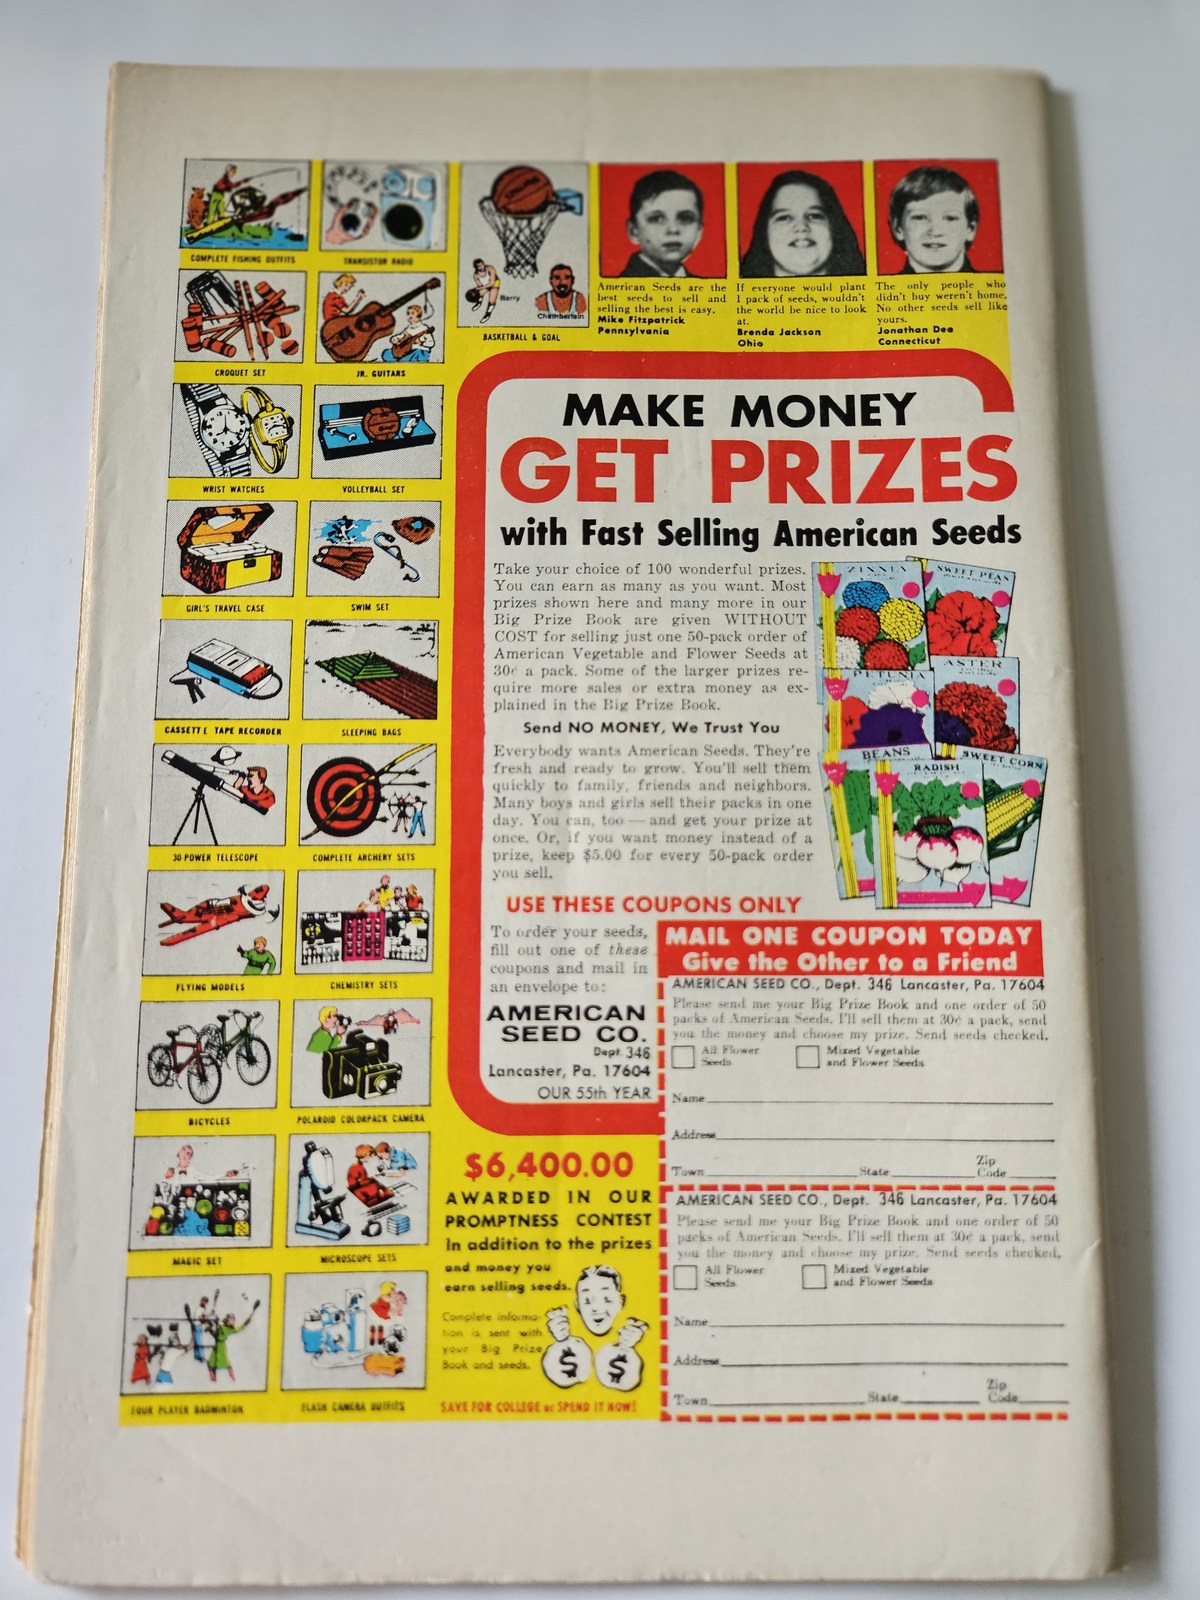 COMPLETE FISHING OUTFITS
TRANSISTOR RADIO
Barry
Chamberlain
BASKETBALL & GOAL
CROQUET SET
JR. GUITARS
WRIST WATCHES
VOLLEYBALL SET
GIRL'S TRAVEL CASE
SWIM SET
CASSETTE TAPE RECORDER
SLEEPING BAGS
30 POWER TELESCOPE
COMPLETE ARCHERY SETS
FLYING MODELS
CHEMISTRY SETS
BICYCLES
POLAROID COLORPACK CAMERA
MAGIC SET
MICROSCOPE SETS
FOUR PLAYER BADMINTON
FLASH CAMERA OUTFITS
American Seeds are the
best seeds to sell and
selling the best is easy.
Mike Fitzpatrick
Pennsylvania
If everyone would plant
1 pack of seeds, wouldn't
the world be nice to look
at.
Brenda Jackson
Ohio
The only people who
didn't buy weren't home.
No other seeds sell like
yours.
Jonathan Dee
Connecticut
MAKE MONEY
GET PRIZES
with Fast Selling American Seeds
Take your choice of 100 wonderful prizes.
You can earn as many as you want. Most
prizes shown here and many more in our
Big Prize Book are given WITHOUT
COST for selling just one 50-pack order of
American Vegetable and Flower Seeds at
30¢ a pack. Some of the larger prizes re-
quire more sales or extra money as ex-
plained in the Big Prize Book.
Send NO MONEY, We Trust You
Everybody wants American Seeds. They're
fresh and ready to grow. You'll sell them
quickly to family, friends and neighbors.
Many boys and girls sell their packs in one
day. You can, too — and get your prize at
once. Or, if you want money instead of a
prize, keep $5.00 for every 50-pack order
you sell.
ZINNIA
SWEET PEAS
ASTER
PETUNIA
BEANS
RADISH
SWEET CORN
USE THESE COUPONS ONLY
To order your seeds,
fill out one of these
coupons and mail in
an envelope to:
AMERICAN
SEED CO.
Dept. 346
Lancaster, Pa. 17604
OUR 55th YEAR
MAIL ONE COUPON TODAY
Give the Other to a Friend
AMERICAN SEED CO., Dept. 346 Lancaster, Pa. 17604
Please send me your Big Prize Book and one order of 50
packs of American Seeds. I'll sell them at 30¢ a pack, send
you the money and choose my prize. Send seeds checked.
All Flower
Seeds
Mixed Vegetable
and Flower Seeds
Name
Address
Town State Zip
Code
AMERICAN SEED CO., Dept. 346 Lancaster, Pa. 17604
Please send me your Big Prize Book and one order of 50
packs of American Seeds. I'll sell them at 30¢ a pack, send
you the money and choose my prize. Send seeds checked.
All Flower
Seeds
Mixed Vegetable
and Flower Seeds
Name
Address
Town State Zip
Code
$6,400.00
AWARDED IN OUR
PROMPTNESS CONTEST
In addition to the prizes
and money you
earn selling seeds.
Complete informa-
tion is sent with
your Big Prize
Book and seeds.
$ $
SAVE FOR COLLEGE or SPEND IT NOW!